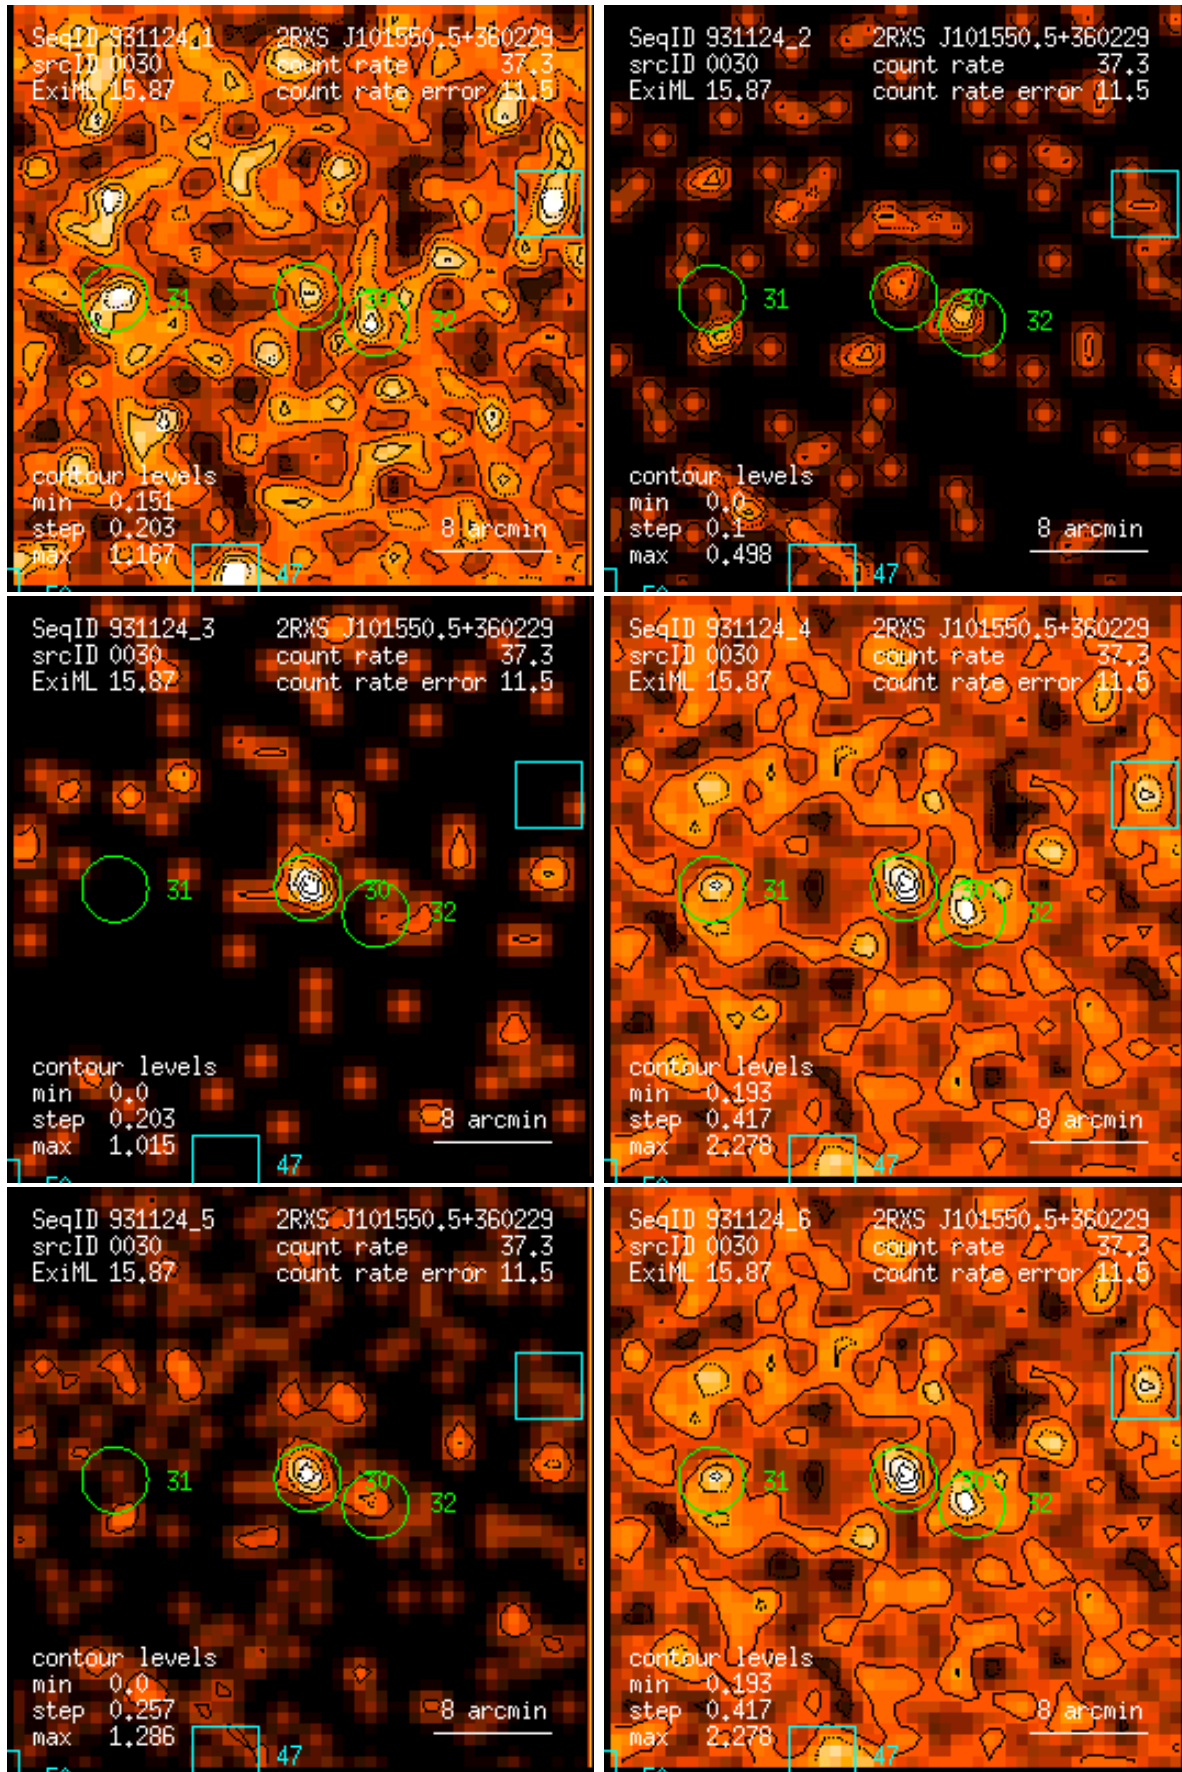 SeqID 931124_1 2RXS J101550.5+360229
srcID 0030 count rate 37.3
ExiML 15.87 count rate error 11.5
31
30
32
contour levels
min 0.151
step 0.203
max 1.167
8 arcmin
47
SeqID 931124_2 2RXS J101550.5+360229
srcID 0030 count rate 37.3
ExiML 15.87 count rate error 11.5
31
30
32
contour levels
min 0.0
step 0.1
max 0.498
8 arcmin
47
SeqID 931124_3 2RXS J101550.5+360229
srcID 0030 count rate 37.3
ExiML 15.87 count rate error 11.5
31
30
32
contour levels
min 0.0
step 0.203
max 1.015
8 arcmin
47
SeqID 931124_4 2RXS J101550.5+360229
srcID 0030 count rate 37.3
ExiML 15.87 count rate error 11.5
31
30
32
contour levels
min 0.193
step 0.417
max 2.278
8 arcmin
47
SeqID 931124_5 2RXS J101550.5+360229
srcID 0030 count rate 37.3
ExiML 15.87 count rate error 11.5
31
30
32
contour levels
min 0.0
step 0.257
max 1.286
8 arcmin
47
SeqID 931124_6 2RXS J101550.5+360229
srcID 0030 count rate 37.3
ExiML 15.87 count rate error 11.5
31
30
32
contour levels
min 0.193
step 0.417
max 2.278
8 arcmin
47